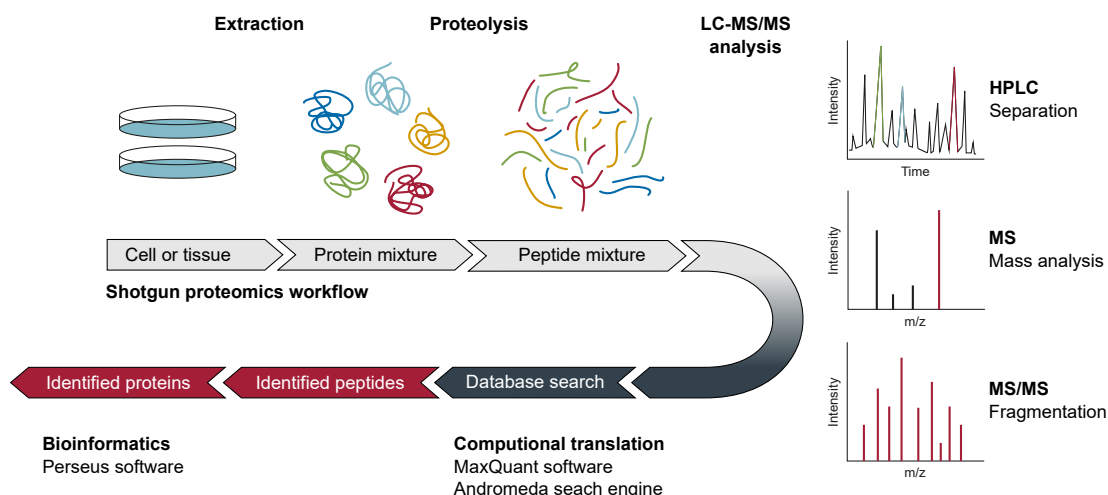 Extraction
Proteolysis
LC-MS/MS
analysis
Intensity
Time
HPLC
Separation
Cell or tissue
Protein mixture
Peptide mixture
Shotgun proteomics workflow
Intensity
m/z
MS
Mass analysis
Identified proteins
Identified peptides
Database search
Intensity
m/z
MS/MS
Fragmentation
Bioinformatics
Perseus software
Computional translation
MaxQuant software
Andromeda seach engine